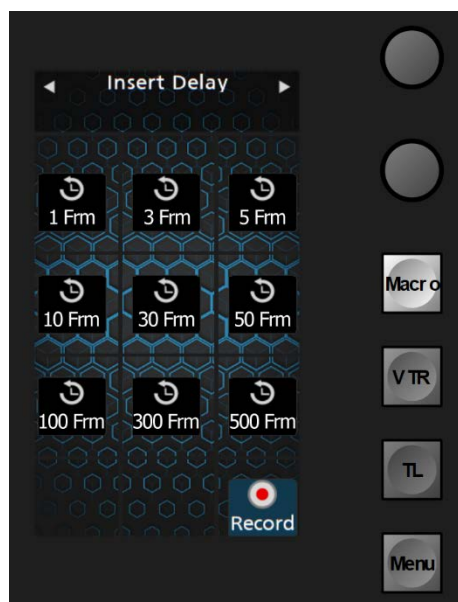 Insert Delay
1 Frm
3 Frm
5 Frm
Macro
10 Frm
30 Frm
50 Frm
VTR
100 Frm
300 Frm
500 Frm
TL
Record
Menu